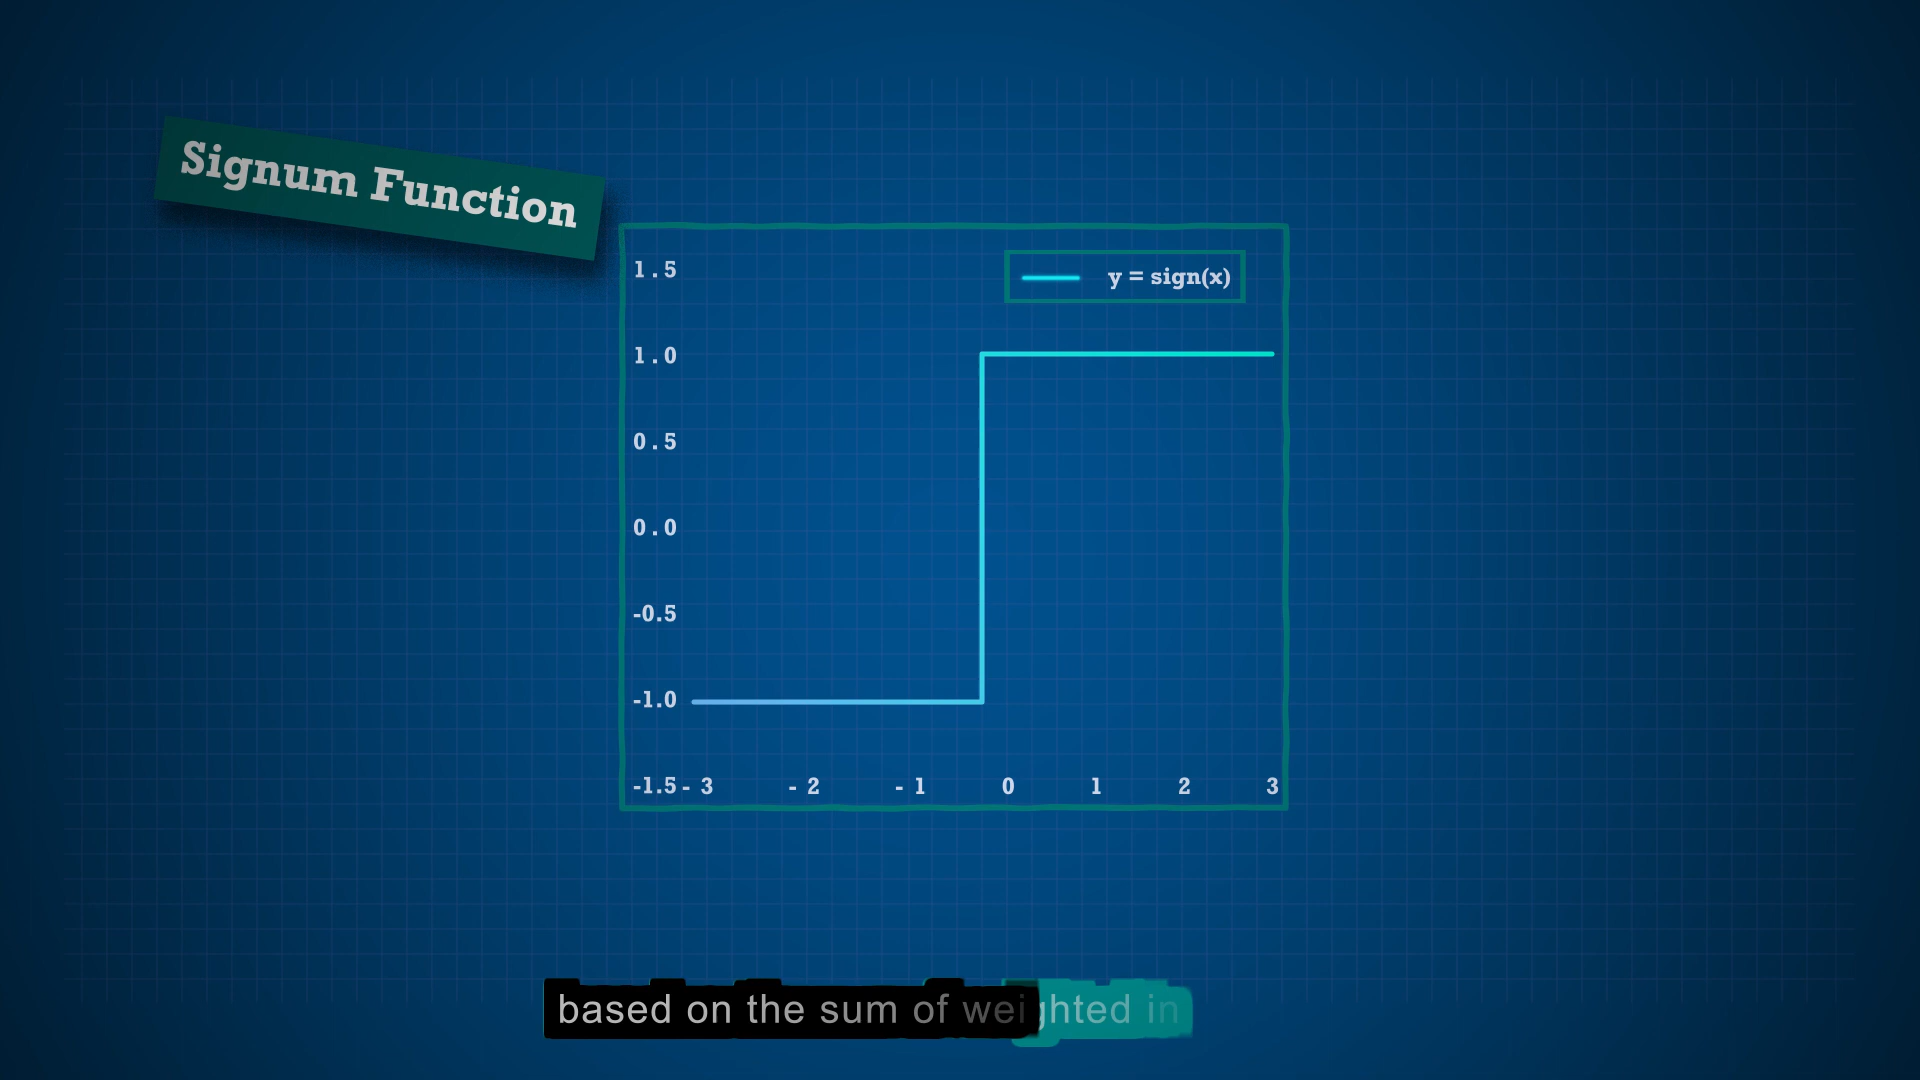 Signum Function
1.5
y = sign(x)
1.0
0.5
0.0
-0.5
-1.0
-1.5 -3 -2 -1 0 1 2 3
based on the sum of weighted in